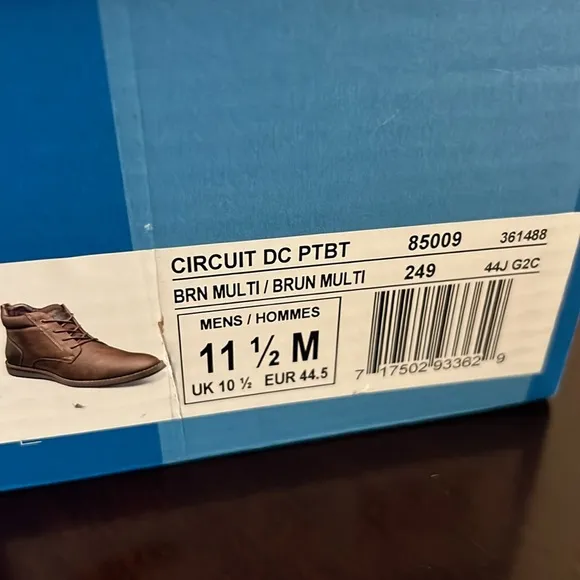 CIRCUIT DC PTBT 85009 361488
BRN MULTI / BRUN MULTI 249 44J G2C
MENS / HOMMES
11 ½ M
UK 10 ½ EUR 44.5
7 17502 93362 9